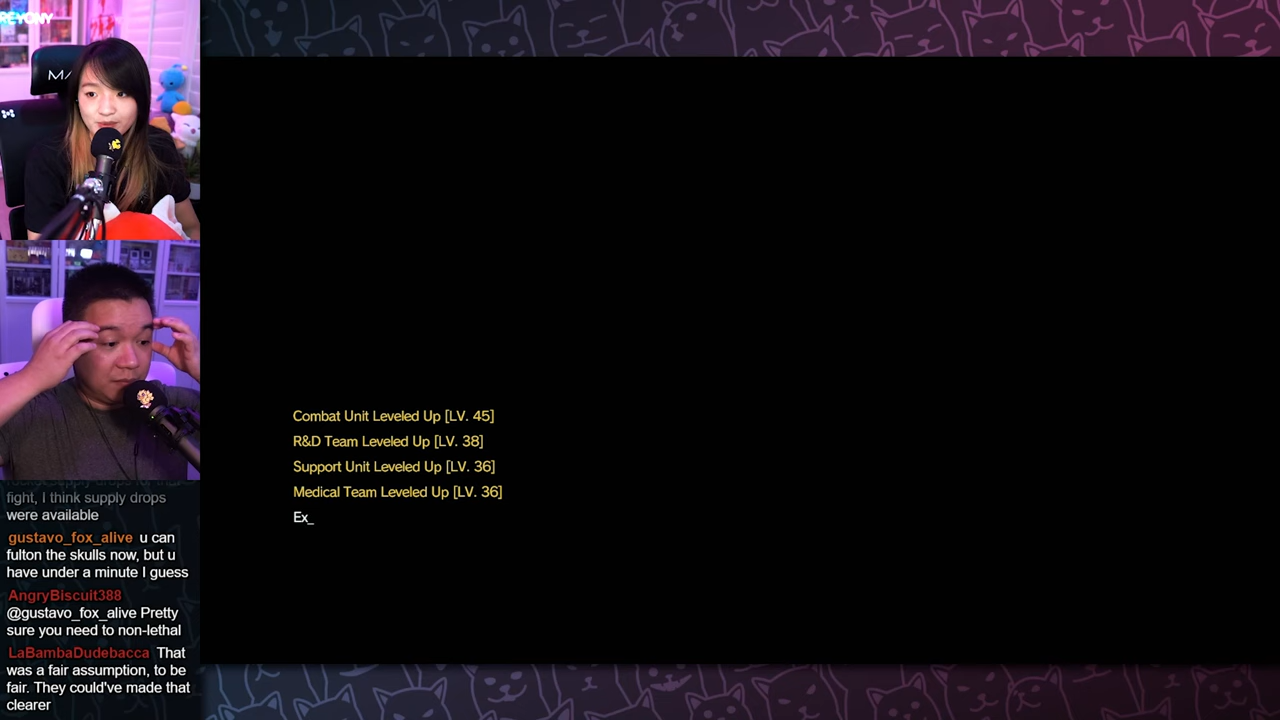 REYONY
MA
Combat Unit Leveled Up [LV. 45]
R&D Team Leveled Up [LV. 38]
Support Unit Leveled Up [LV. 36]
Medical Team Leveled Up [LV. 36]
Ex_
fight, I think supply drops
were available
gustavo_fox_alive u can
fulton the skulls now, but u
have under a minute I guess
AngryBiscuit388
@gustavo_fox_alive Pretty
sure you need to non-lethal
LaBambaDudebacca That
was a fair assumption, to be
fair. They could've made that
clearer